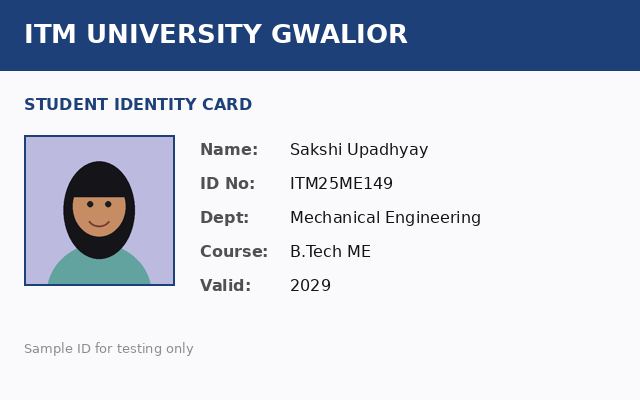 ITM UNIVERSITY GWALIOR
STUDENT IDENTITY CARD
Name: Sakshi Upadhyay
ID No: ITM25ME149
Dept: Mechanical Engineering
Course: B.Tech ME
Valid: 2029
Sample ID for testing only